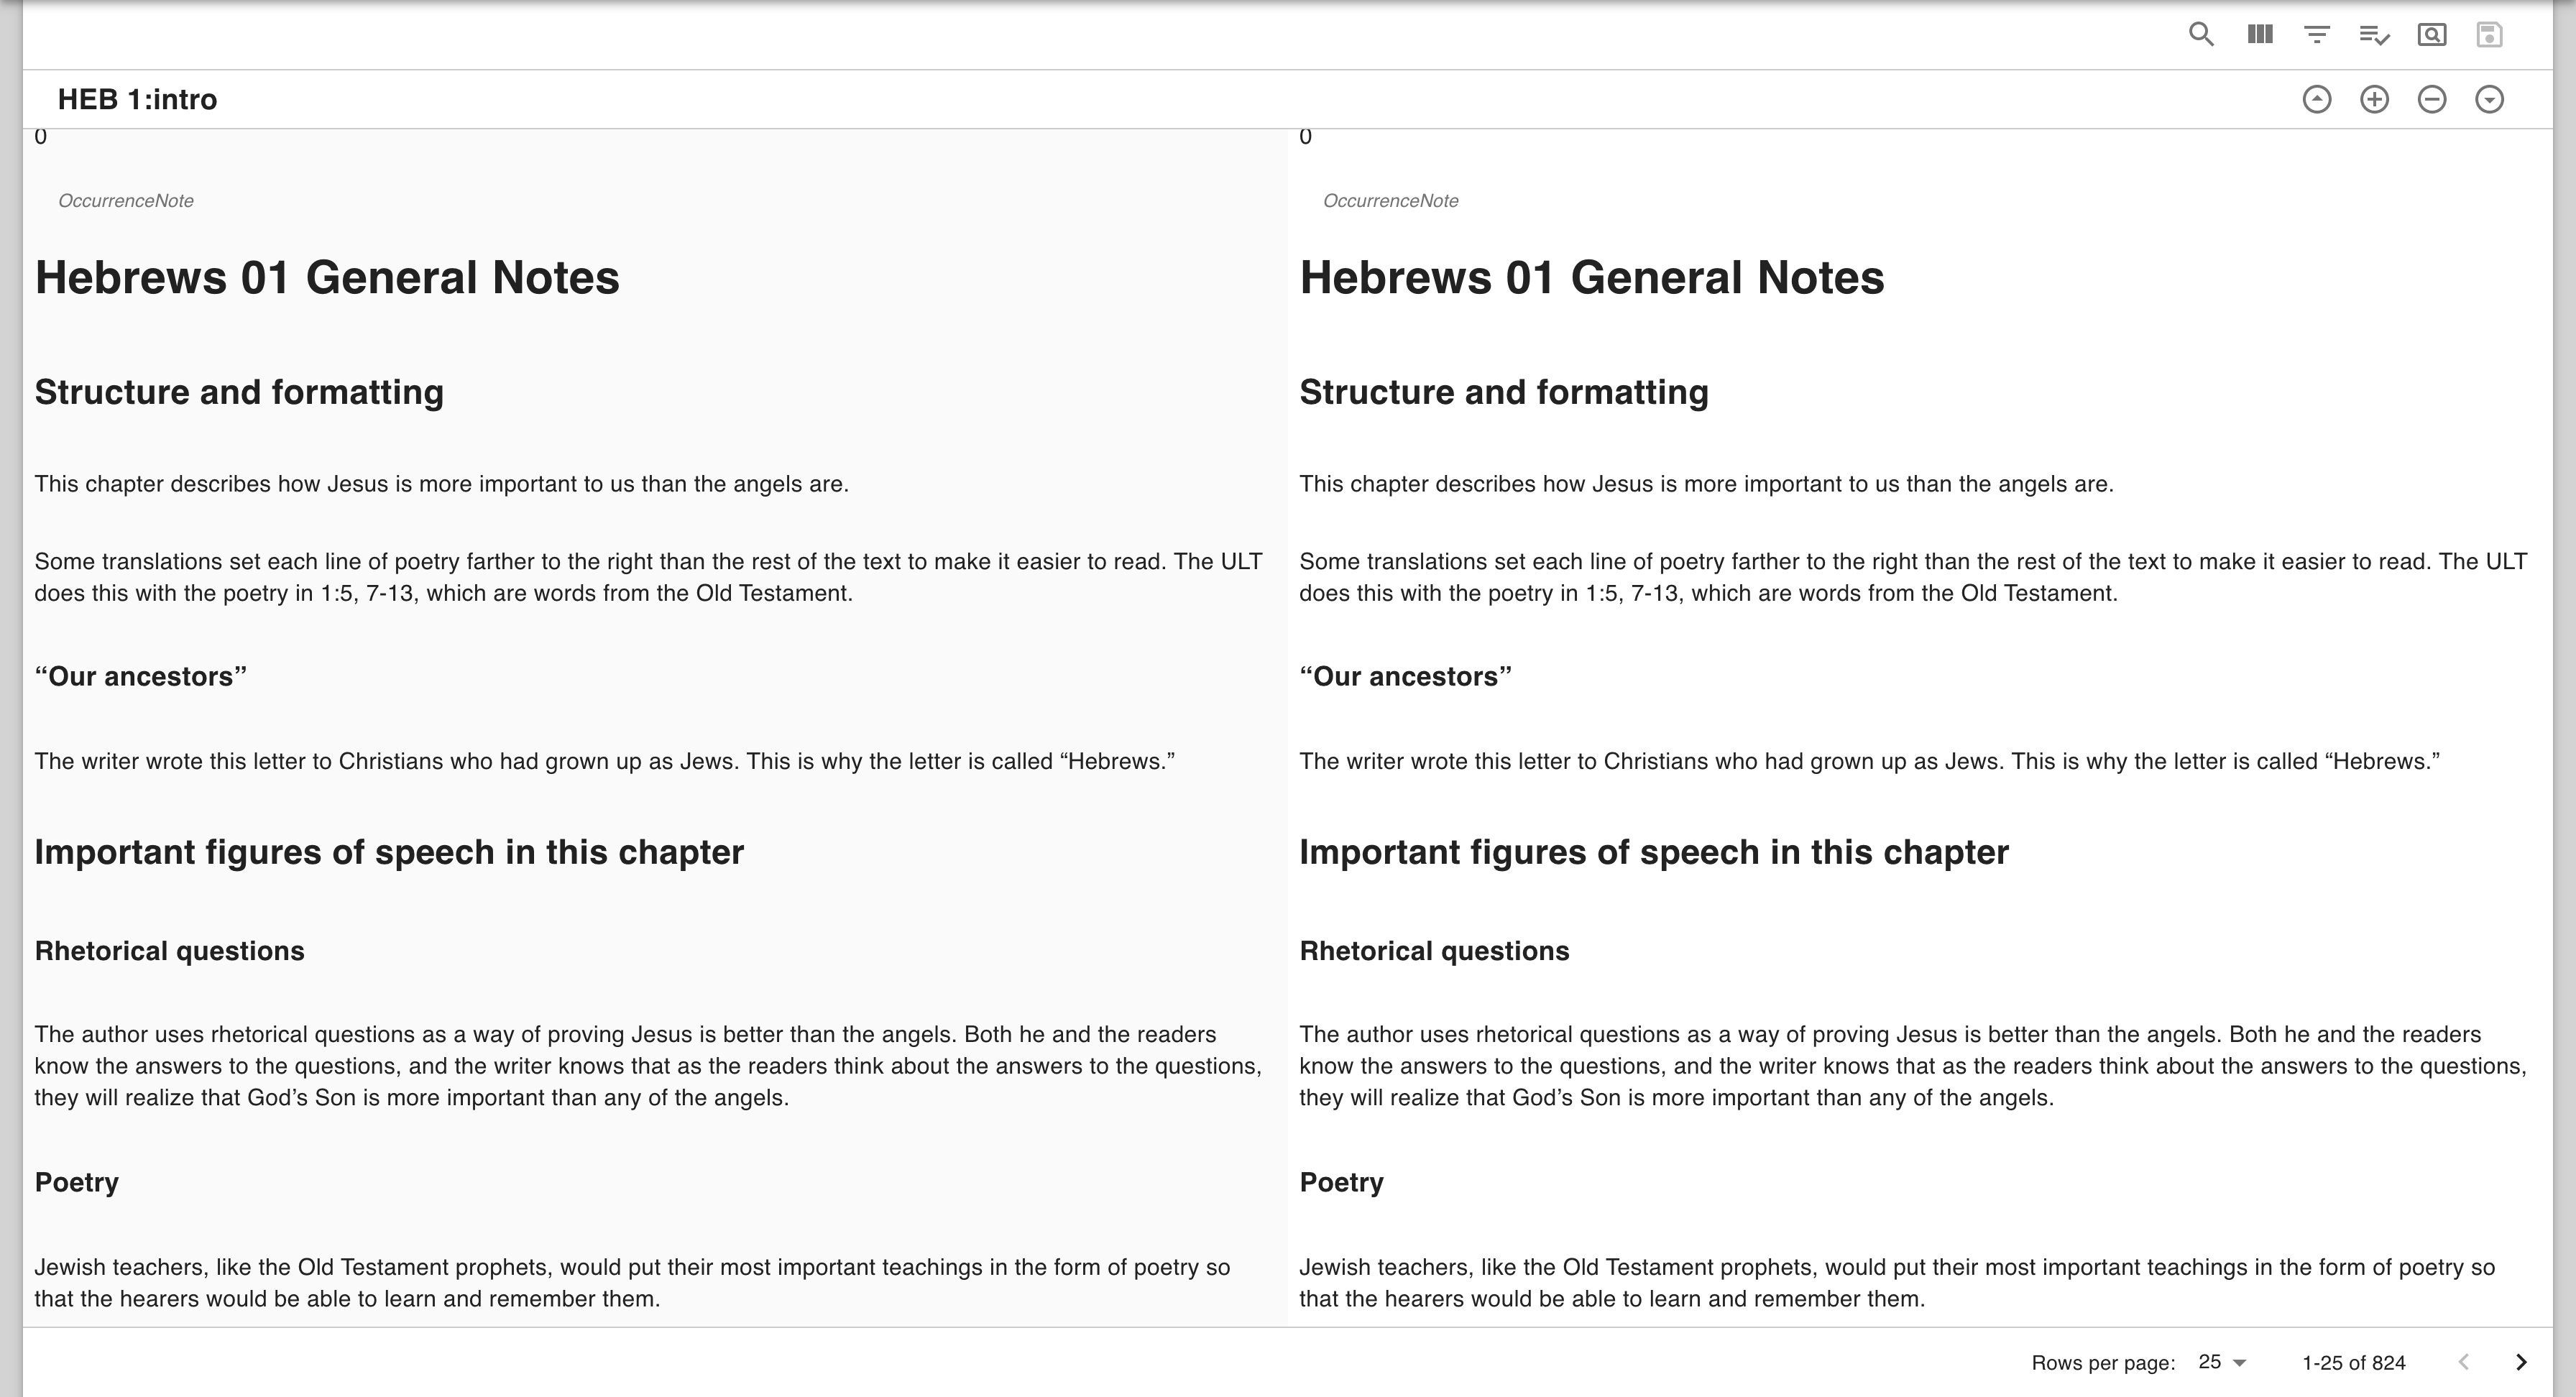 HEB 1:intro
0
OccurrenceNote
Hebrews 01 General Notes
Structure and formatting
This chapter describes how Jesus is more important to us than the angels are.
Some translations set each line of poetry farther to the right than the rest of the text to make it easier to read. The ULT
does this with the poetry in 1:5, 7-13, which are words from the Old Testament.
“Our ancestors”
The writer wrote this letter to Christians who had grown up as Jews. This is why the letter is called “Hebrews.”
Important figures of speech in this chapter
Rhetorical questions
The author uses rhetorical questions as a way of proving Jesus is better than the angels. Both he and the readers
know the answers to the questions, and the writer knows that as the readers think about the answers to the questions,
they will realize that God’s Son is more important than any of the angels.
Poetry
Jewish teachers, like the Old Testament prophets, would put their most important teachings in the form of poetry so
that the hearers would be able to learn and remember them.
0
OccurrenceNote
Hebrews 01 General Notes
Structure and formatting
This chapter describes how Jesus is more important to us than the angels are.
Some translations set each line of poetry farther to the right than the rest of the text to make it easier to read. The ULT
does this with the poetry in 1:5, 7-13, which are words from the Old Testament.
“Our ancestors”
The writer wrote this letter to Christians who had grown up as Jews. This is why the letter is called “Hebrews.”
Important figures of speech in this chapter
Rhetorical questions
The author uses rhetorical questions as a way of proving Jesus is better than the angels. Both he and the readers
know the answers to the questions, and the writer knows that as the readers think about the answers to the questions,
they will realize that God’s Son is more important than any of the angels.
Poetry
Jewish teachers, like the Old Testament prophets, would put their most important teachings in the form of poetry so
that the hearers would be able to learn and remember them.
Rows per page: 25 1-25 of 824